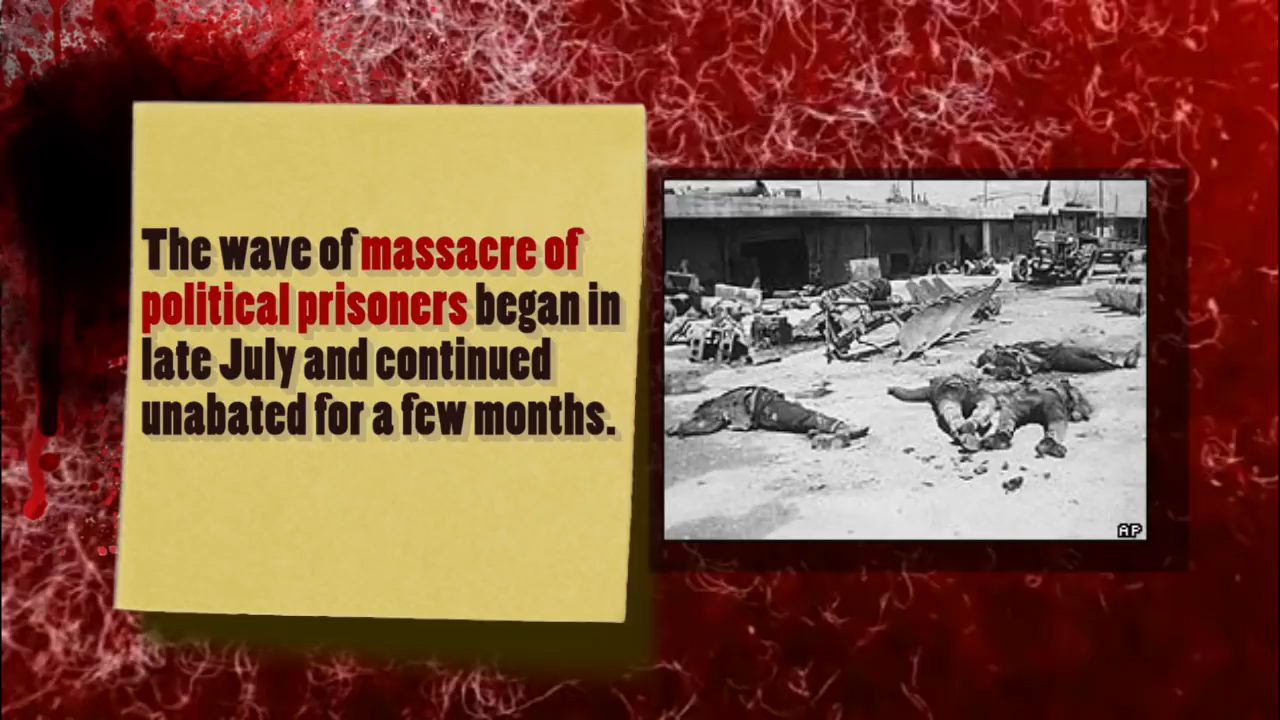 The wave of massacre of
political prisoners began in
late July and continued
unabated for a few months.
AP